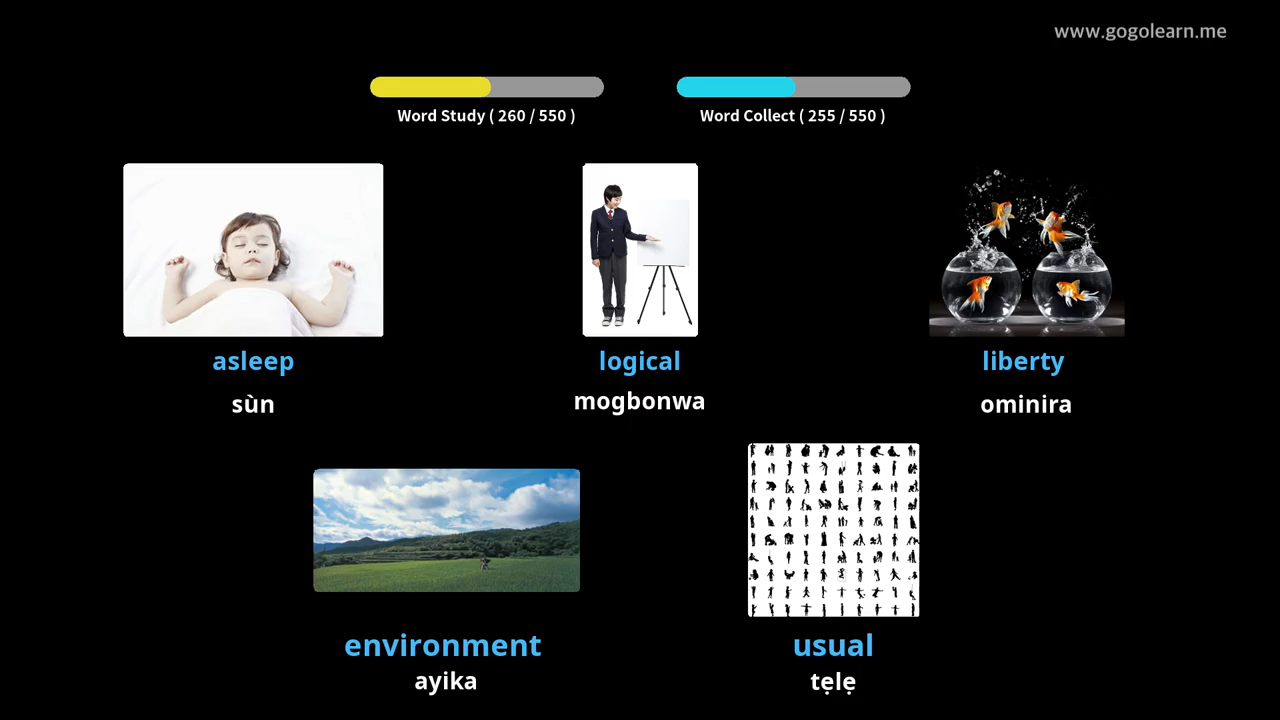 www.gogolearn.me
Word Study ( 260 / 550 )
Word Collect ( 255 / 550 )
asleep
sùn
logical
mogbonwa
liberty
ominira
environment
ayika
usual
tẹlẹ